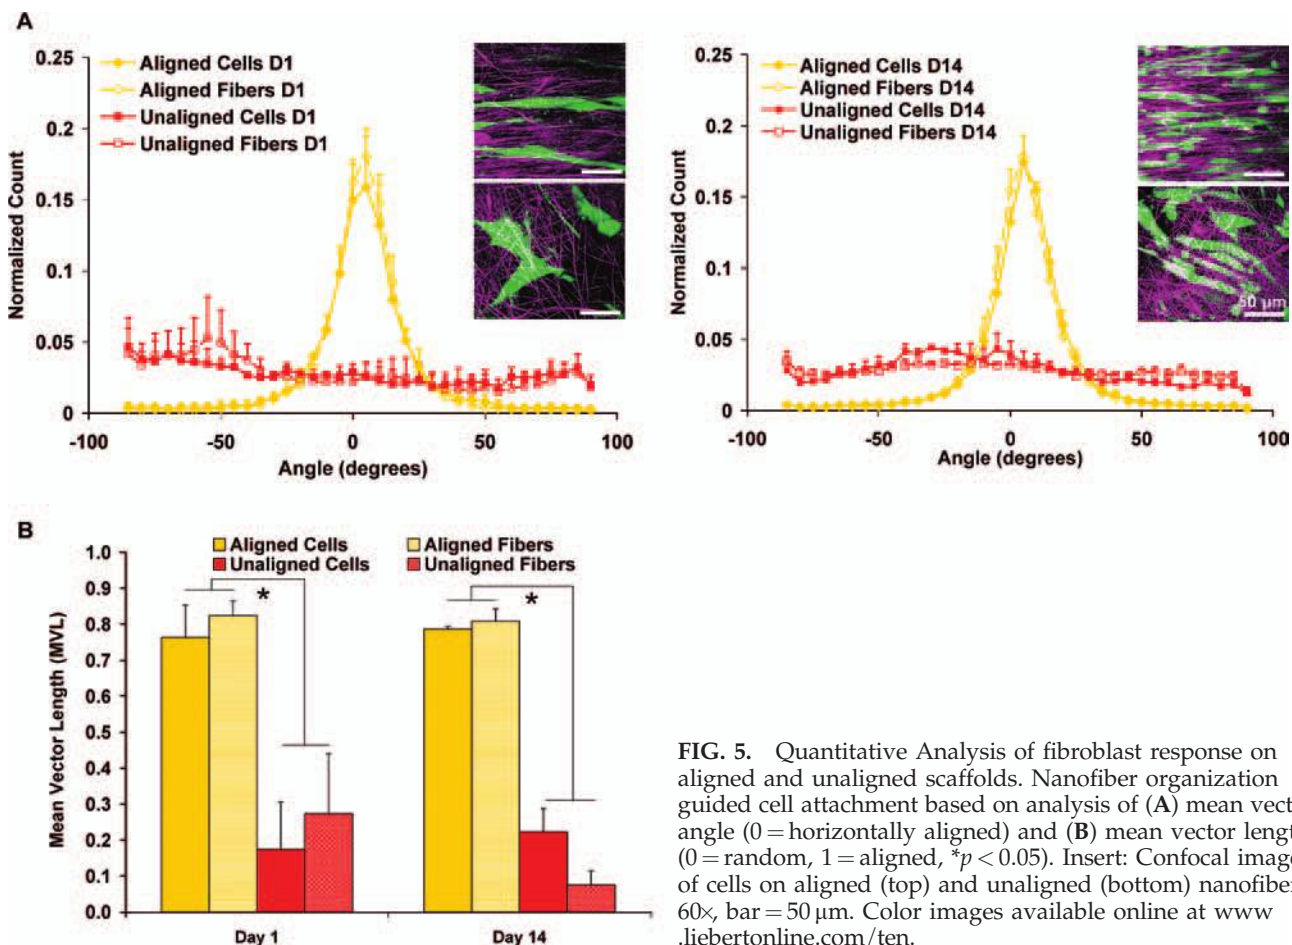 A
0.25
0.2
0.15
0.1
0.05
0
Normalized Count
Aligned Cells D1
Aligned Fibers D1
Unaligned Cells D1
Unaligned Fibers D1
-100
-50
0
50
100
Angle (degrees)
0.25
0.2
0.15
0.1
0.05
0
Normalized Count
Aligned Cells D14
Aligned Fibers D14
Unaligned Cells D14
Unaligned Fibers D14
50 µm
-100
-50
0
50
100
Angle (degrees)
B
Aligned Cells
Aligned Fibers
Unaligned Cells
Unaligned Fibers
1.0
0.9
0.8
0.7
0.6
0.5
0.4
0.3
0.2
0.1
0.0
Mean Vector Length (MVL)
*
*
Day 1
Day 14
FIG. 5. Quantitative Analysis of fibroblast response on
aligned and unaligned scaffolds. Nanofiber organization
guided cell attachment based on analysis of (A) mean vect
angle (0 = horizontally aligned) and (B) mean vector lengt
(0 = random, 1 = aligned, *p < 0.05). Insert: Confocal image
of cells on aligned (top) and unaligned (bottom) nanofiber
60×, bar = 50 µm. Color images available online at www
.liebertonline.com/ten.